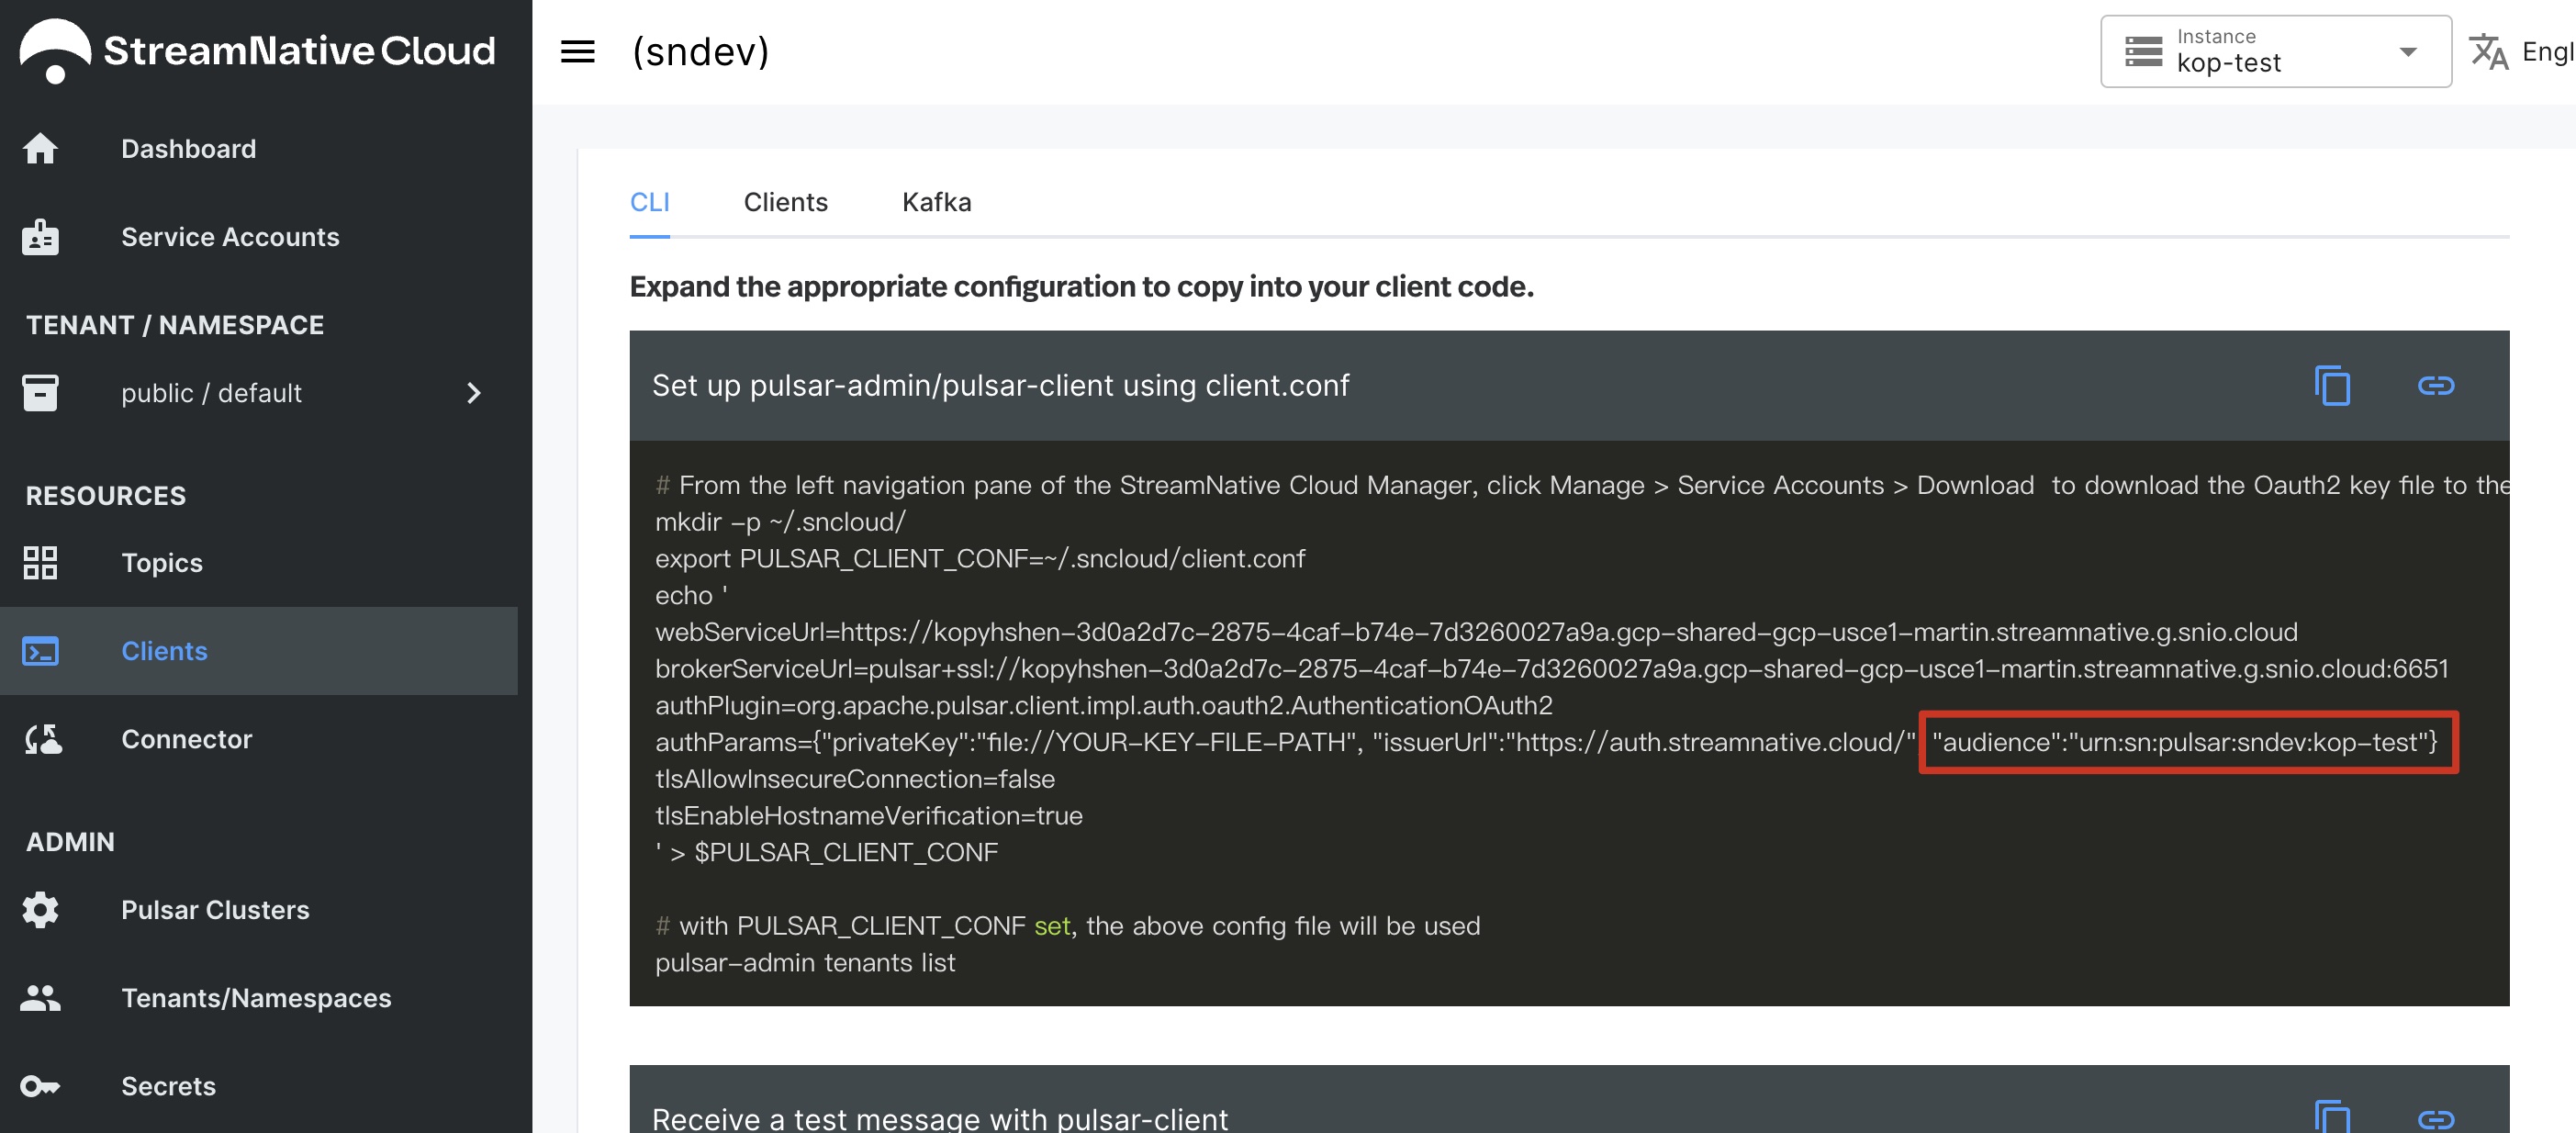 StreamNative Cloud
(sndev)
Instance
kop-test
Engl
Dashboard
Service Accounts
TENANT / NAMESPACE
public / default
RESOURCES
Topics
Clients
Connector
ADMIN
Pulsar Clusters
Tenants/Namespaces
Secrets
CLI Clients Kafka
Expand the appropriate configuration to copy into your client code.
Set up pulsar-admin/pulsar-client using client.conf
# From the left navigation pane of the StreamNative Cloud Manager, click Manage > Service Accounts > Download  to download the Oauth2 key file to the
mkdir -p ~/.sncloud/
export PULSAR_CLIENT_CONF=~/.sncloud/client.conf
echo '
webServiceUrl=https://kopyhshen-3d0a2d7c-2875-4caf-b74e-7d3260027a9a.gcp-shared-gcp-usce1-martin.streamnative.g.snio.cloud
brokerServiceUrl=pulsar+ssl://kopyhshen-3d0a2d7c-2875-4caf-b74e-7d3260027a9a.gcp-shared-gcp-usce1-martin.streamnative.g.snio.cloud:6651
authPlugin=org.apache.pulsar.client.impl.auth.oauth2.AuthenticationOAuth2
authParams={"privateKey":"file://YOUR-KEY-FILE-PATH", "issuerUrl":"https://auth.streamnative.cloud/" "audience":"urn:sn:pulsar:sndev:kop-test"}
tlsAllowInsecureConnection=false
tlsEnableHostnameVerification=true
' > $PULSAR_CLIENT_CONF
# with PULSAR_CLIENT_CONF set, the above config file will be used
pulsar-admin tenants list
Receive a test message with pulsar-client